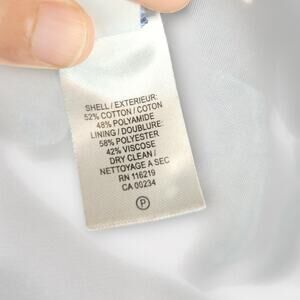 SHELL / EXTERIEUR:
52% COTTON / COTON
48% POLYAMIDE
LINING / DOUBLURE:
58% POLYESTER
42% VISCOSE
DRY CLEAN /
NETTOYAGE A SEC
RN 116219
CA 00234
P